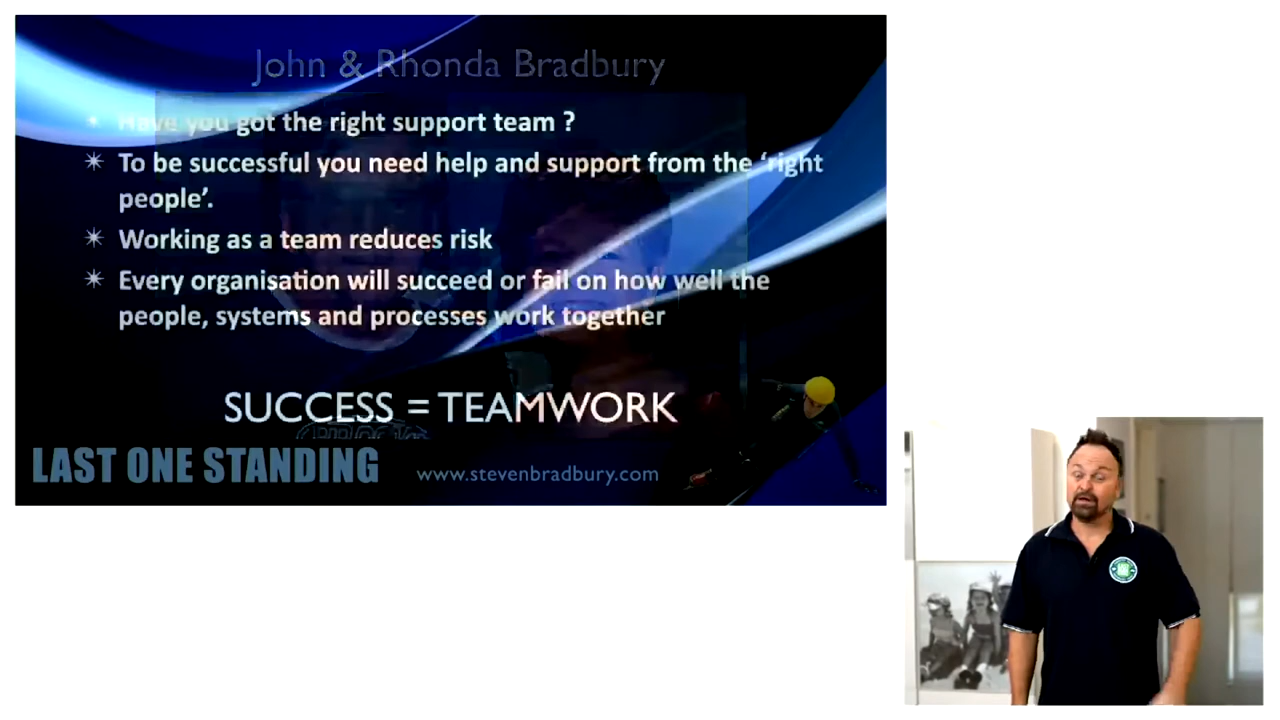 John & Rhonda Bradbury
Have you got the right support team ?
To be successful you need help and support from the ‘right
people’.
Working as a team reduces risk
Every organisation will succeed or fail on how well the
people, systems and processes work together
SUCCESS = TEAMWORK
LAST ONE STANDING
www.stevenbradbury.com